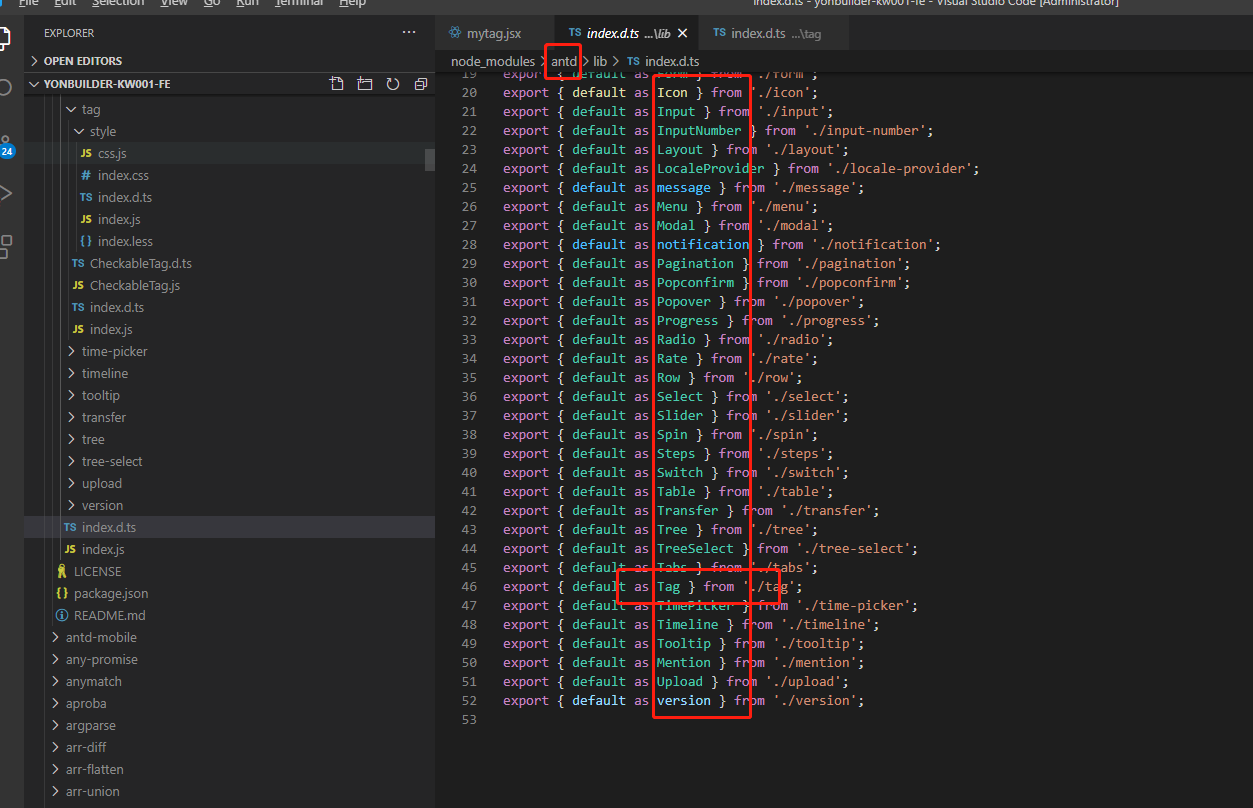 File Edit Selection View Go Run Terminal Help
index.d.ts - yonbuilder-kw001-fe - Visual Studio Code [Administrator]
EXPLORER
...
OPEN EDITORS
YONBUILDER-KW001-FE
24
tag
style
JS css.js
# index.css
TS index.d.ts
JS index.js
{} index.less
TS CheckableTag.d.ts
JS CheckableTag.js
TS index.d.ts
JS index.js
time-picker
timeline
tooltip
transfer
tree
tree-select
upload
version
TS index.d.ts
JS index.js
LICENSE
{} package.json
README.md
antd-mobile
any-promise
anymatch
aproba
argparse
arr-diff
arr-flatten
arr-union
mytag.jsx
TS index.d.ts ...\lib
TS index.d.ts ...\tag
node_modules > antd > lib > TS index.d.ts
19 export { default as Form } from './form';
20 export { default as Icon } from './icon';
21 export { default as Input } from './input';
22 export { default as InputNumber } from './input-number';
23 export { default as Layout } from './layout';
24 export { default as LocaleProvider } from './locale-provider';
25 export { default as message } from './message';
26 export { default as Menu } from './menu';
27 export { default as Modal } from './modal';
28 export { default as notification } from './notification';
29 export { default as Pagination } from './pagination';
30 export { default as Popconfirm } from './popconfirm';
31 export { default as Popover } from './popover';
32 export { default as Progress } from './progress';
33 export { default as Radio } from './radio';
34 export { default as Rate } from './rate';
35 export { default as Row } from './row';
36 export { default as Select } from './select';
37 export { default as Slider } from './slider';
38 export { default as Spin } from './spin';
39 export { default as Steps } from './steps';
40 export { default as Switch } from './switch';
41 export { default as Table } from './table';
42 export { default as Transfer } from './transfer';
43 export { default as Tree } from './tree';
44 export { default as TreeSelect } from './tree-select';
45 export { default as Tabs } from './tabs';
46 export { default as Tag } from './tag';
47 export { default as TimePicker } from './time-picker';
48 export { default as Timeline } from './timeline';
49 export { default as Tooltip } from './tooltip';
50 export { default as Mention } from './mention';
51 export { default as Upload } from './upload';
52 export { default as version } from './version';
53